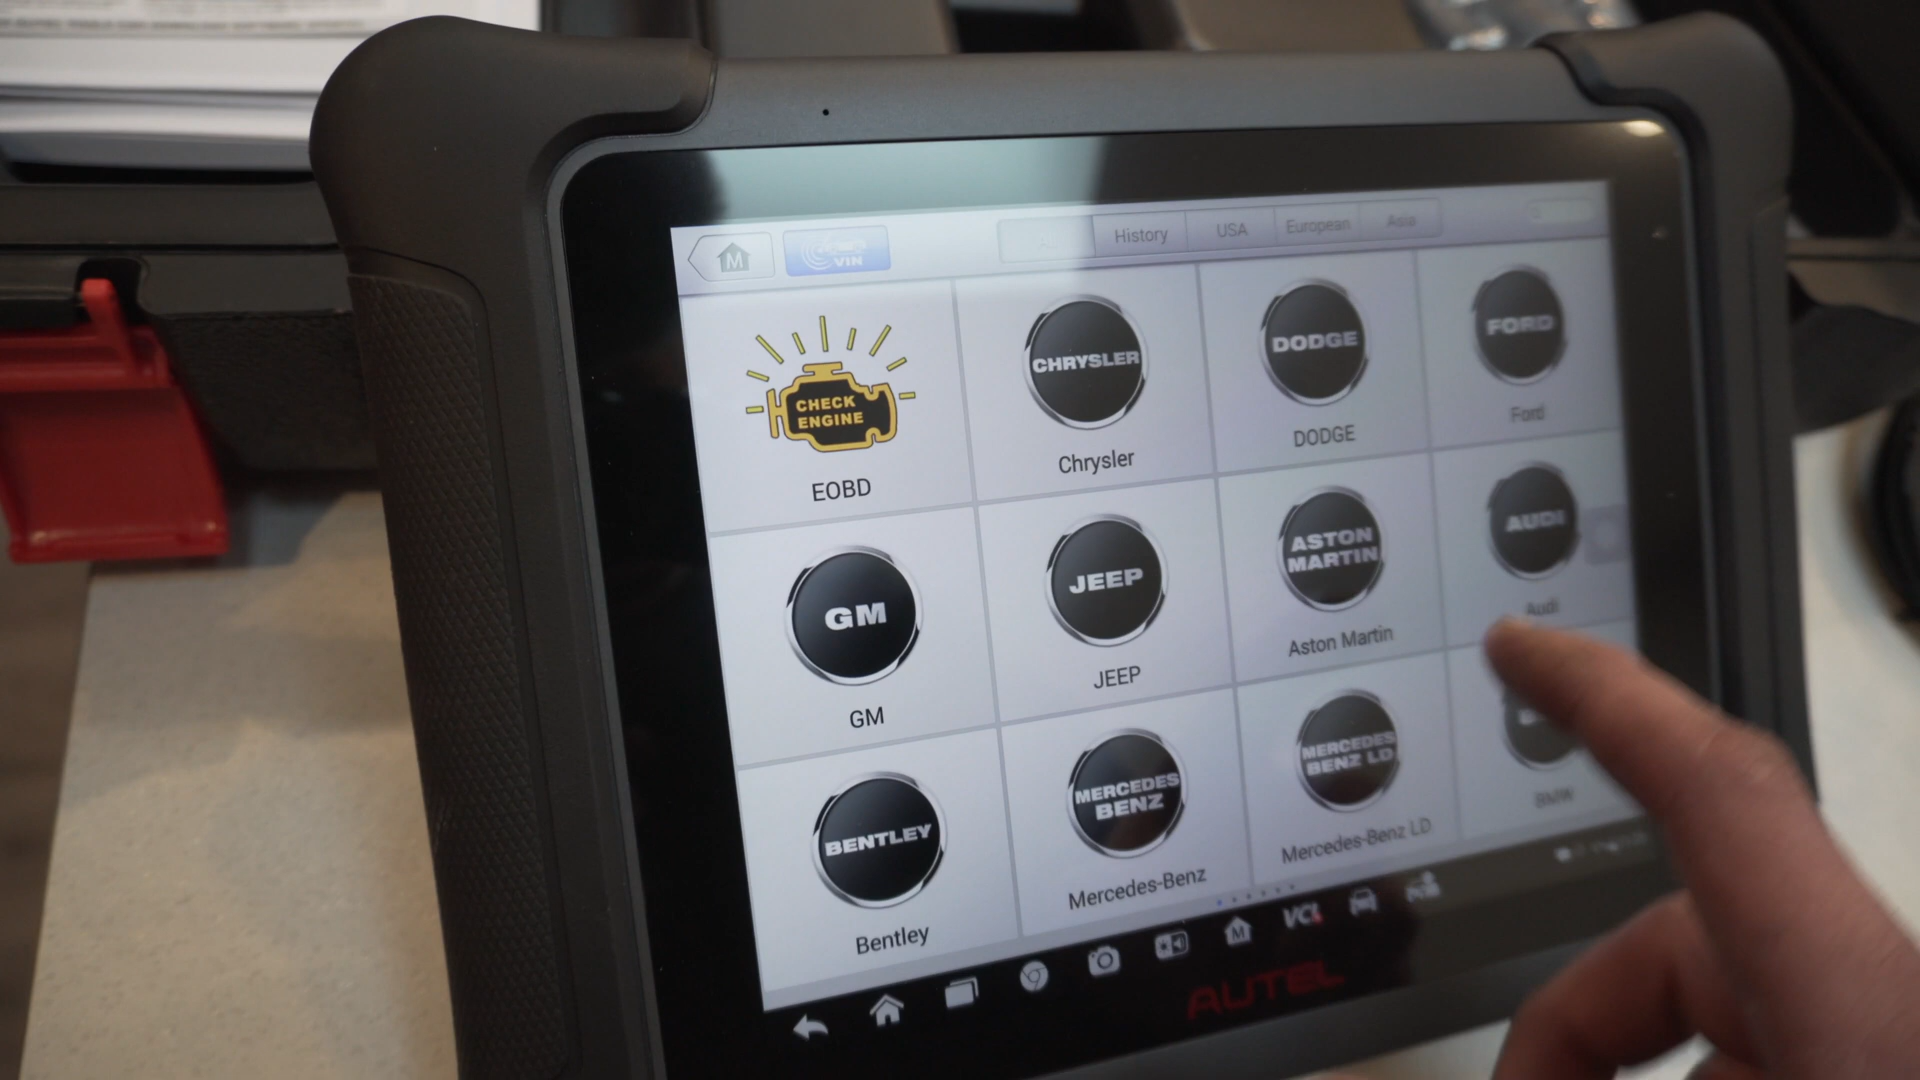 M
VIN
All
History
USA
European
Asia
CHECK
ENGINE
EOBD
CHRYSLER
Chrysler
DODGE
DODGE
FORD
Ford
GM
GM
JEEP
JEEP
ASTON
MARTIN
Aston Martin
AUDI
Audi
BENTLEY
Bentley
MERCEDES
BENZ
Mercedes-Benz
MERCEDES
BENZ LD
Mercedes-Benz LD
BMW
M
VCI
AUTEL